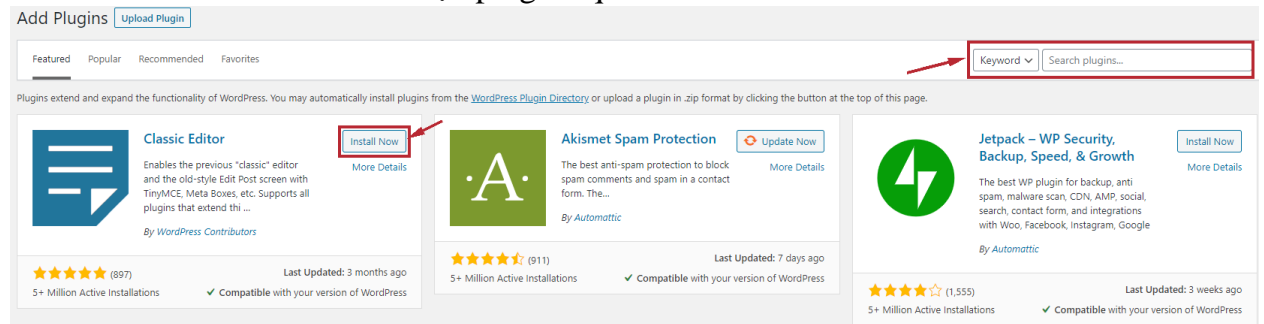 Add Plugins Upload Plugin
Featured Popular Recommended Favorites
Keyword Search plugins...
Plugins extend and expand the functionality of WordPress. You may automatically install plugins from the WordPress Plugin Directory or upload a plugin in .zip format by clicking the button at the top of this page.
Classic Editor
Install Now
More Details
Enables the previous "classic" editor
and the old-style Edit Post screen with
TinyMCE, Meta Boxes, etc. Supports all
plugins that extend thi ...
By WordPress Contributors
(897)
Last Updated: 3 months ago
5+ Million Active Installations
Compatible with your version of WordPress
·A·
Akismet Spam Protection
Update Now
More Details
The best anti-spam protection to block
spam comments and spam in a contact
form. The...
By Automattic
(911)
Last Updated: 7 days ago
5+ Million Active Installations
Compatible with your version of WordPress
Jetpack – WP Security,
Backup, Speed, & Growth
Install Now
More Details
The best WP plugin for backup, anti
spam, malware scan, CDN, AMP, social,
search, contact form, and integrations
with Woo, Facebook, Instagram, Google
By Automattic
(1,555)
Last Updated: 3 weeks ago
5+ Million Active Installations
Compatible with your version of WordPress